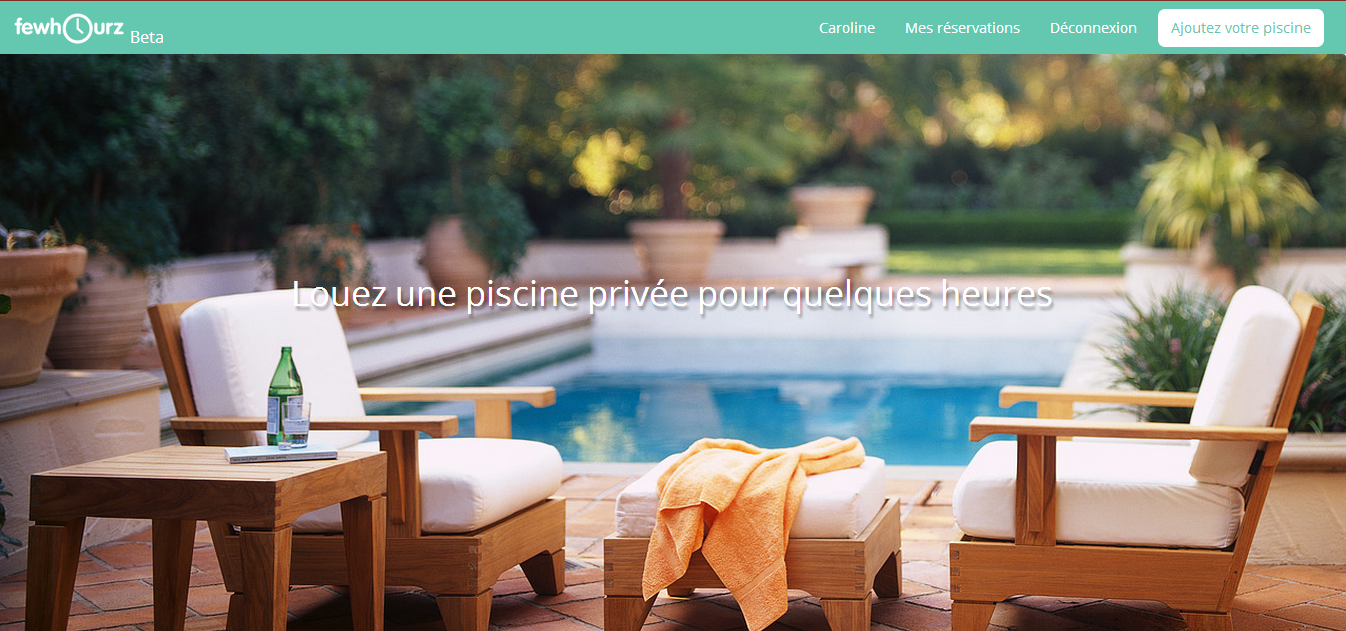 fewhourz Beta
Caroline
Mes réservations
Déconnexion
Ajoutez votre piscine
Louez une piscine privée pour quelques heures